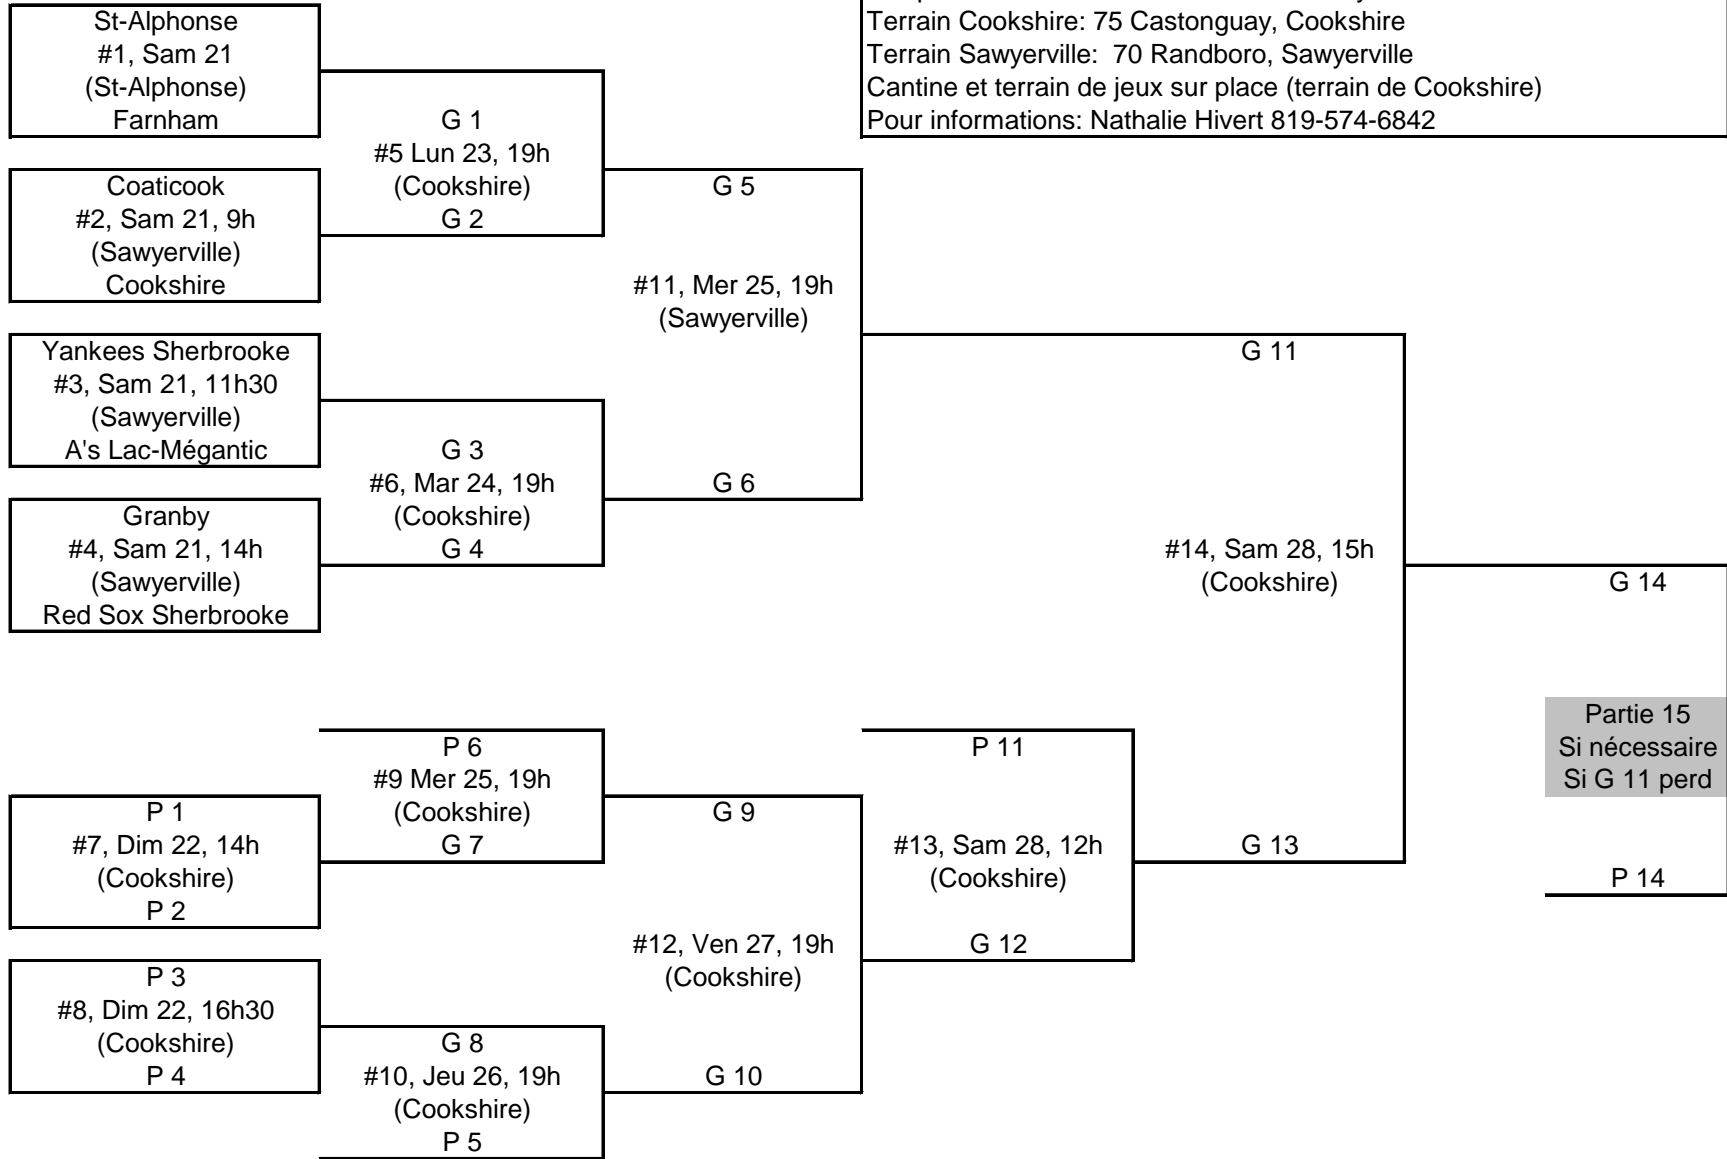 St-Alphonse
#1, Sam 21
(St-Alphonse)
Farnham
Coaticook
#2, Sam 21, 9h
(Sawyerville)
Cookshire
Yankees Sherbrooke
#3, Sam 21, 11h30
(Sawyerville)
A's Lac-Mégantic
Granby
#4, Sam 21, 14h
(Sawyerville)
Red Sox Sherbrooke
G 1
#5 Lun 23, 19h
(Cookshire)
G 2
G 3
#6, Mar 24, 19h
(Cookshire)
G 4
G 5
#11, Mer 25, 19h
(Sawyerville)
G 6
Terrain Cookshire: 75 Castonguay, Cookshire
Terrain Sawyerville:  70 Randboro, Sawyerville
Cantine et terrain de jeux sur place (terrain de Cookshire)
Pour informations: Nathalie Hivert 819-574-6842
G 11
#14, Sam 28, 15h
(Cookshire)
G 13
G 14
Partie 15
Si nécessaire
Si G 11 perd
P 14
P 1
#7, Dim 22, 14h
(Cookshire)
P 2
P 3
#8, Dim 22, 16h30
(Cookshire)
P 4
P 6
#9 Mer 25, 19h
(Cookshire)
G 7
G 8
#10, Jeu 26, 19h
(Cookshire)
P 5
G 9
#12, Ven 27, 19h
(Cookshire)
G 10
P 11
#13, Sam 28, 12h
(Cookshire)
G 12